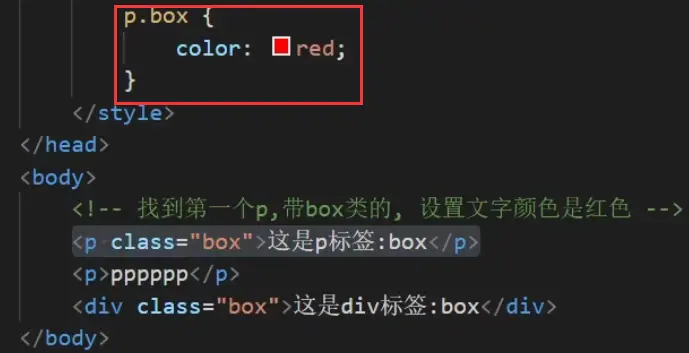 p.box {
color: red;
}
</style>
</head>
<body>
<!-- 找到第一个p,带box类的, 设置文字颜色是红色 -->
<p class="box">这是p标签:box</p>
<p>pppppp</p>
<div class="box">这是div标签:box</div>
</body>